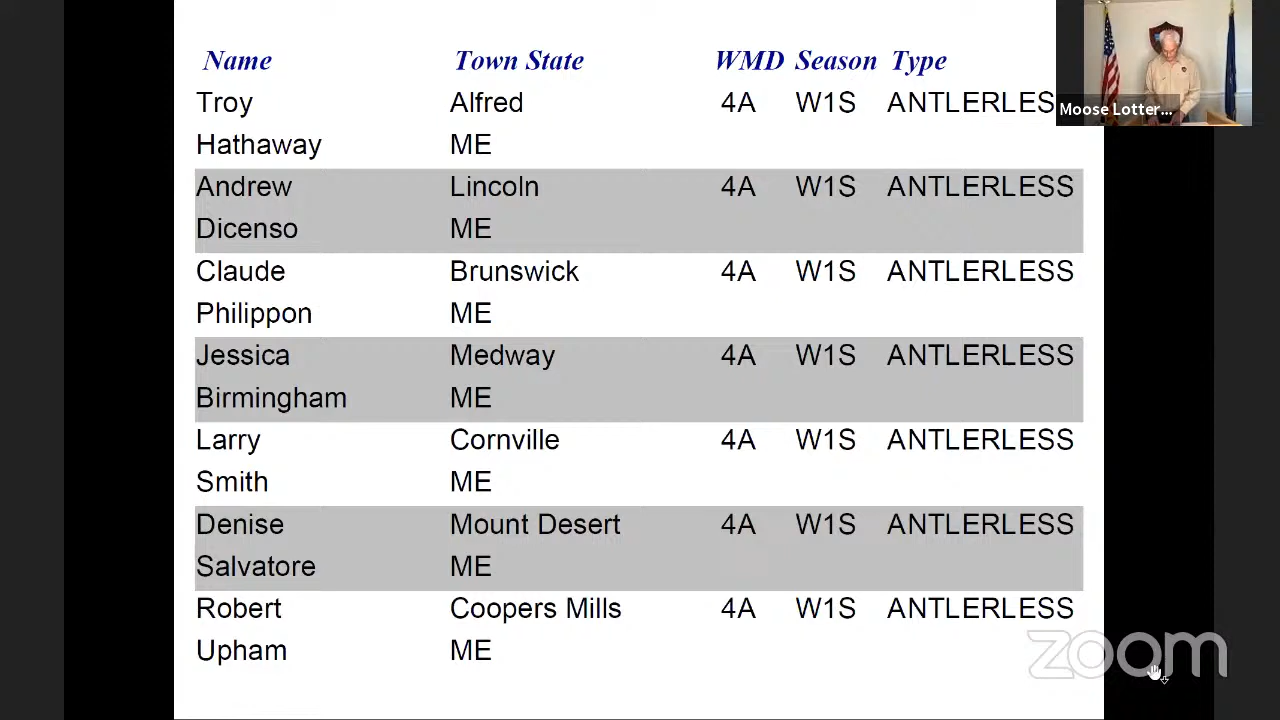 Name Town State WMD Season Type
Troy Alfred 4A W1S ANTLERLES
Hathaway ME
Andrew Lincoln 4A W1S ANTLERLESS
Dicenso ME
Claude Brunswick 4A W1S ANTLERLESS
Philippon ME
Jessica Medway 4A W1S ANTLERLESS
Birmingham ME
Larry Cornville 4A W1S ANTLERLESS
Smith ME
Denise Mount Desert 4A W1S ANTLERLESS
Salvatore ME
Robert Coopers Mills 4A W1S ANTLERLESS
Upham ME
Moose Lotter...
zoom